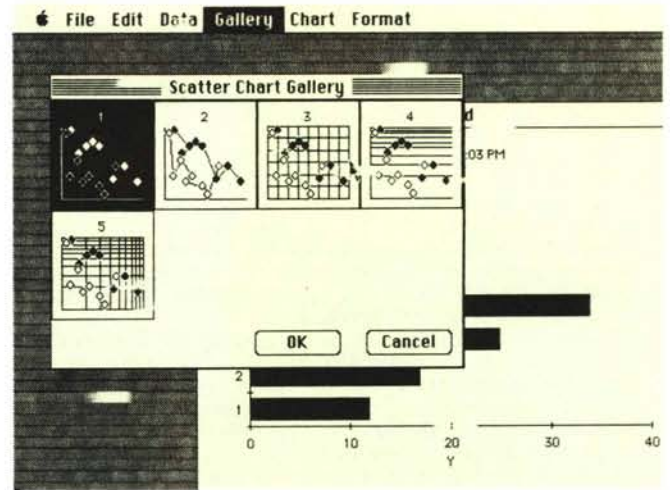 File Edit Data Gallery Chart Format
Scatter Chart Gallery
1 2 3 4
5
:03 PM
OK Cancel
2
1
0 10 20 30 40
Y